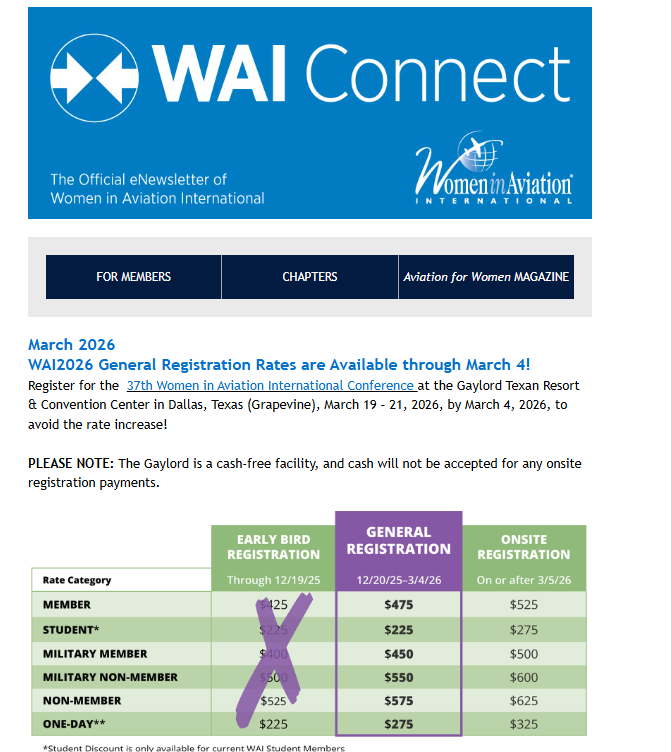 WAI Connect
The Official eNewsletter of
Women in Aviation International
Women in Aviation
INTERNATIONAL
FOR MEMBERS
CHAPTERS
Aviation for Women MAGAZINE
March 2026
WAI2026 General Registration Rates are Available through March 4!
Register for the 37th Women in Aviation International Conference at the Gaylord Texan Resort
& Convention Center in Dallas, Texas (Grapevine), March 19 – 21, 2026, by March 4, 2026, to
avoid the rate increase!
PLEASE NOTE: The Gaylord is a cash-free facility, and cash will not be accepted for any onsite
registration payments.
EARLY BIRD
REGISTRATION
GENERAL
REGISTRATION
ONSITE
REGISTRATION
Rate Category Through 12/19/25 12/20/25–3/4/26 On or after 3/5/26
MEMBER $425 $475 $525
STUDENT* $225 $225 $275
MILITARY MEMBER $400 $450 $500
MILITARY NON-MEMBER $500 $550 $600
NON-MEMBER $525 $575 $625
ONE-DAY** $225 $275 $325
*Student Discount is only available for current WAI Student Members